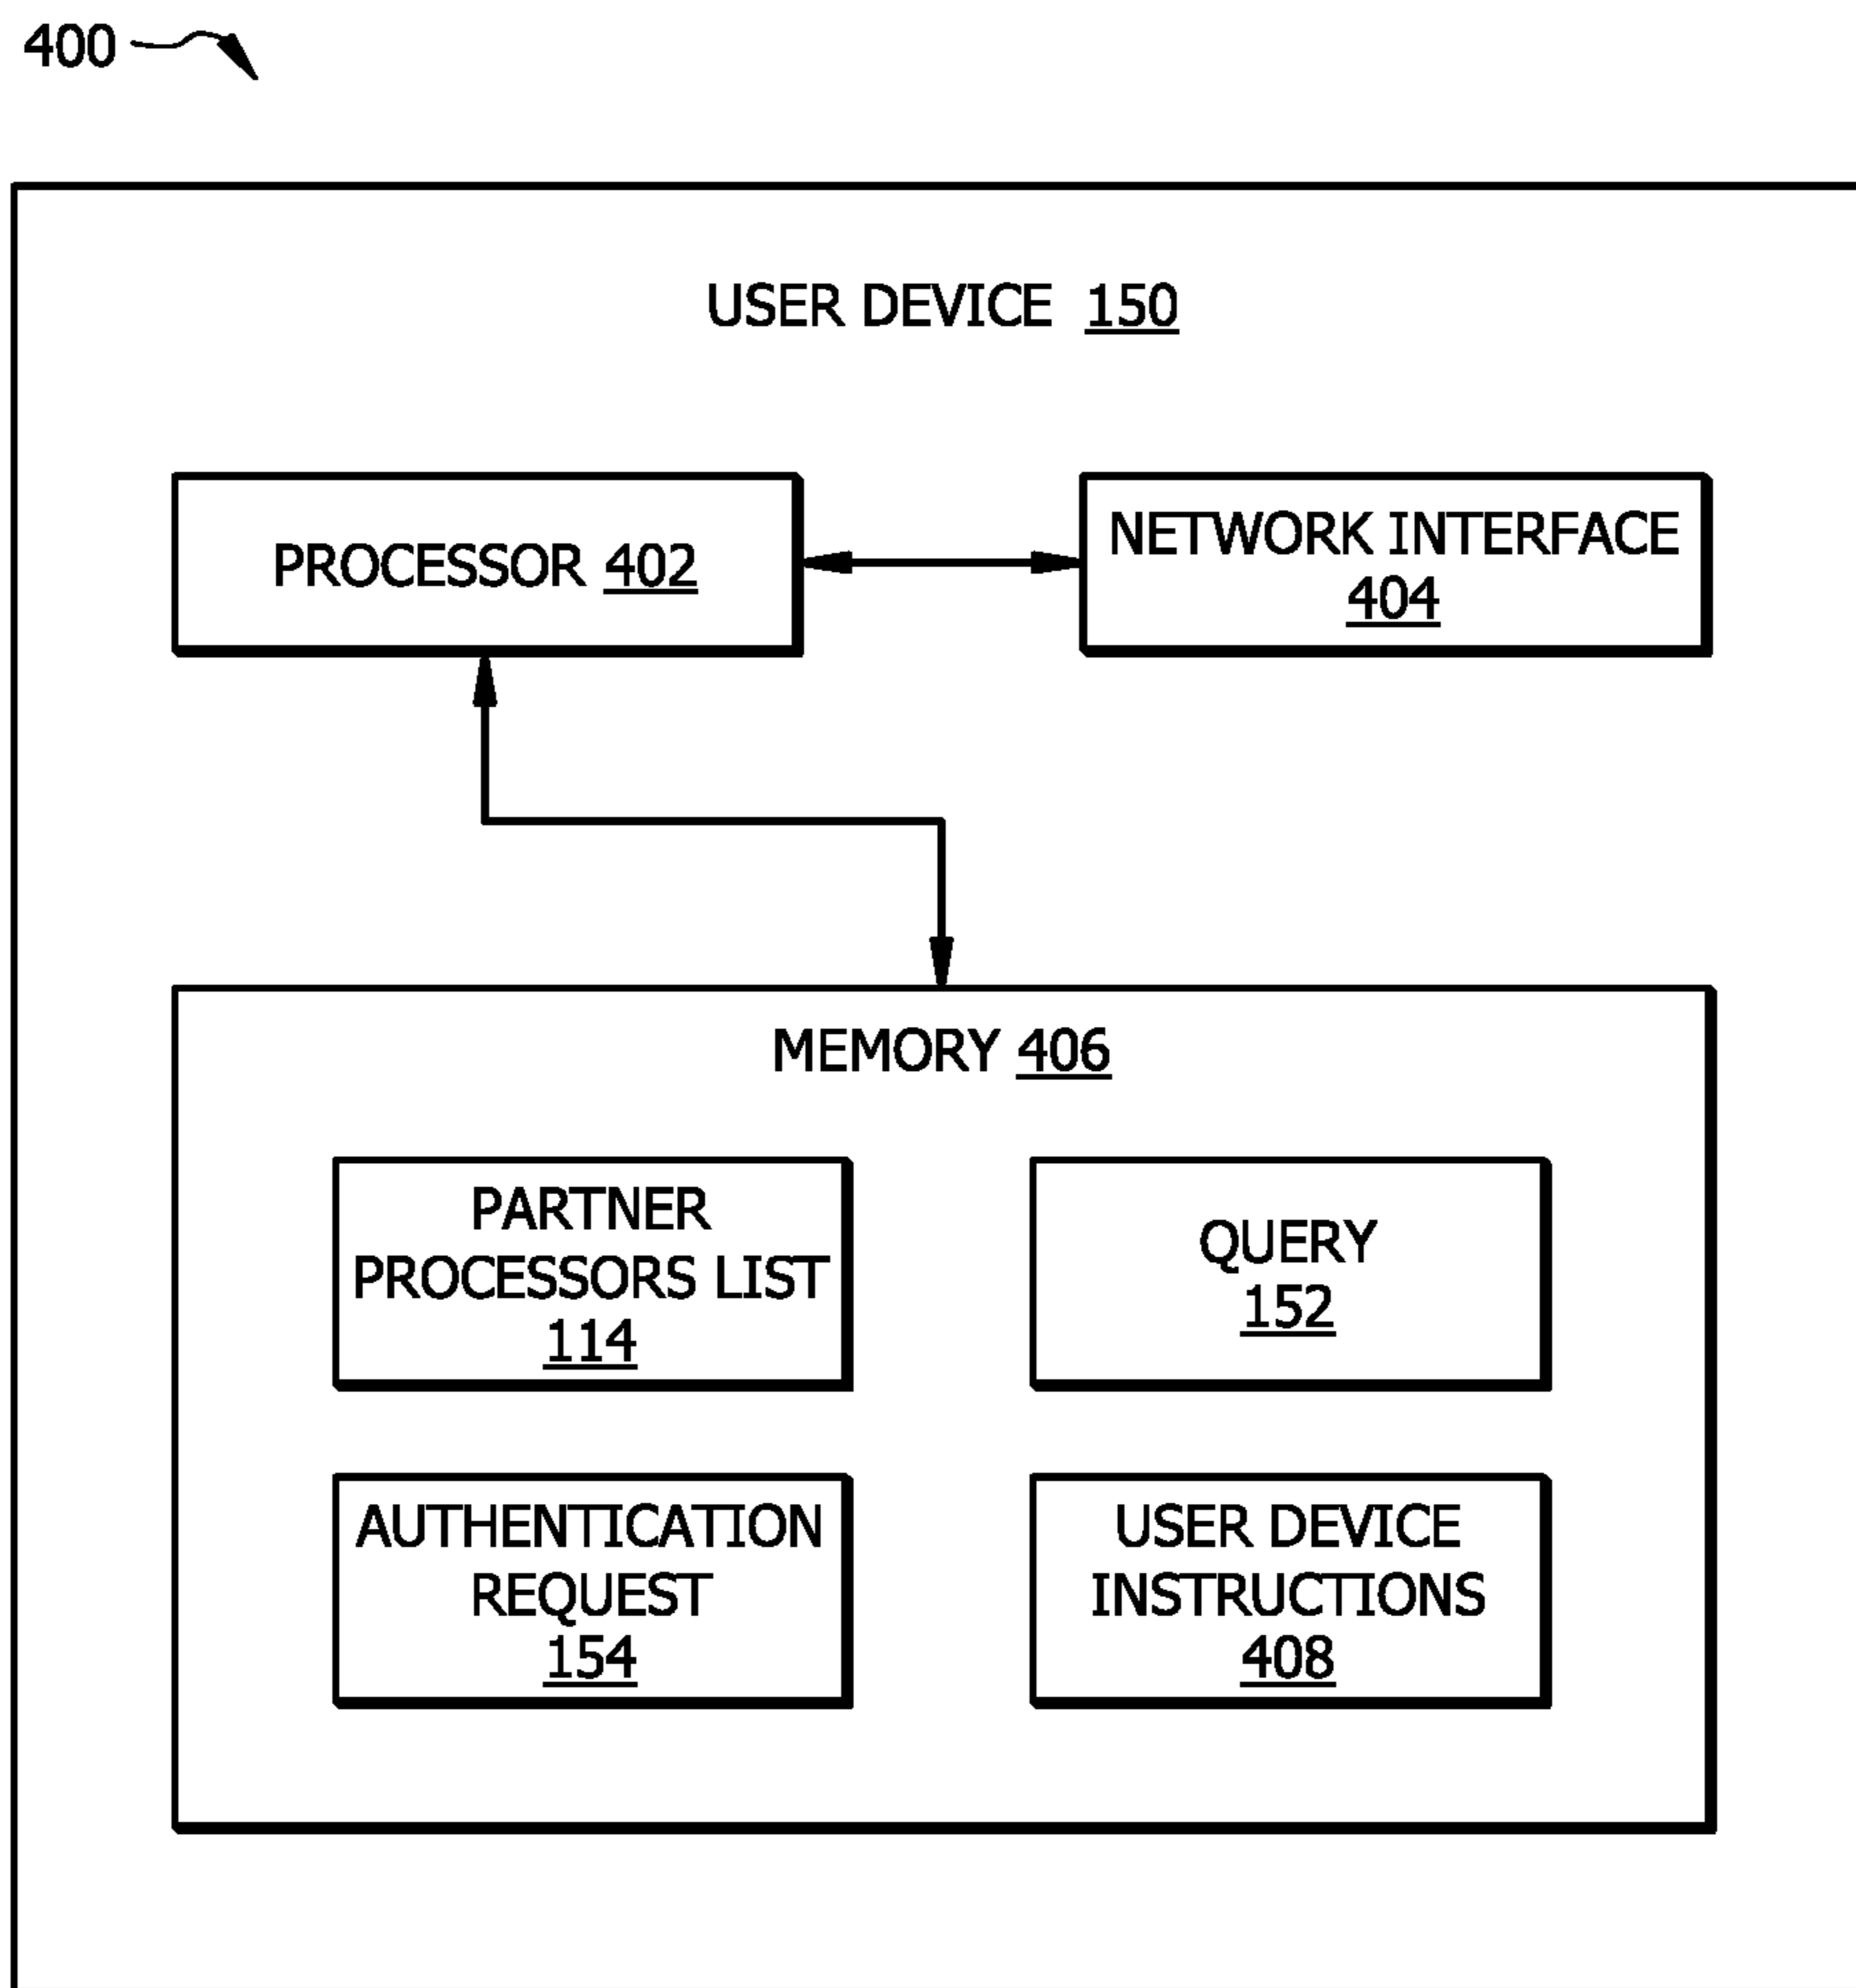 400
USER DEVICE 150
PROCESSOR 402
NETWORK INTERFACE
404
MEMORY 406
PARTNER
PROCESSORS LIST
114
QUERY
152
AUTHENTICATION
REQUEST
154
USER DEVICE
INSTRUCTIONS
408